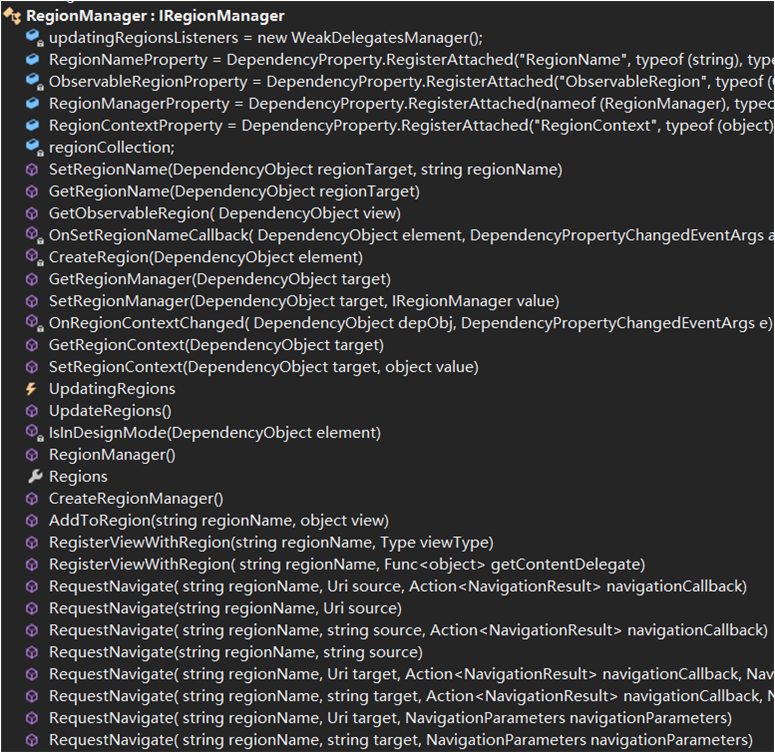 RegionManager : IRegionManager
updatingRegionsListeners = new WeakDelegatesManager();
RegionNameProperty = DependencyProperty.RegisterAttached("RegionName", typeof (string), type
ObservableRegionProperty = DependencyProperty.RegisterAttached("ObservableRegion", typeof (
RegionManagerProperty = DependencyProperty.RegisterAttached(nameof (RegionManager), typeo
RegionContextProperty = DependencyProperty.RegisterAttached("RegionContext", typeof (object)
regionCollection;
SetRegionName(DependencyObject regionTarget, string regionName)
GetRegionName(DependencyObject regionTarget)
GetObservableRegion( DependencyObject view)
OnSetRegionNameCallback( DependencyObject element, DependencyPropertyChangedEventArgs a
CreateRegion(DependencyObject element)
GetRegionManager(DependencyObject target)
SetRegionManager(DependencyObject target, IRegionManager value)
OnRegionContextChanged( DependencyObject depObj, DependencyPropertyChangedEventArgs e)
GetRegionContext(DependencyObject target)
SetRegionContext(DependencyObject target, object value)
UpdatingRegions
UpdateRegions()
IsInDesignMode(DependencyObject element)
RegionManager()
Regions
CreateRegionManager()
AddToRegion(string regionName, object view)
RegisterViewWithRegion(string regionName, Type viewType)
RegisterViewWithRegion( string regionName, Func<object> getContentDelegate)
RequestNavigate( string regionName, Uri source, Action<NavigationResult> navigationCallback)
RequestNavigate(string regionName, Uri source)
RequestNavigate( string regionName, string source, Action<NavigationResult> navigationCallback)
RequestNavigate(string regionName, string source)
RequestNavigate( string regionName, Uri target, Action<NavigationResult> navigationCallback, Nav
RequestNavigate( string regionName, string target, Action<NavigationResult> navigationCallback, N
RequestNavigate( string regionName, Uri target, NavigationParameters navigationParameters)
RequestNavigate( string regionName, string target, NavigationParameters navigationParameters)